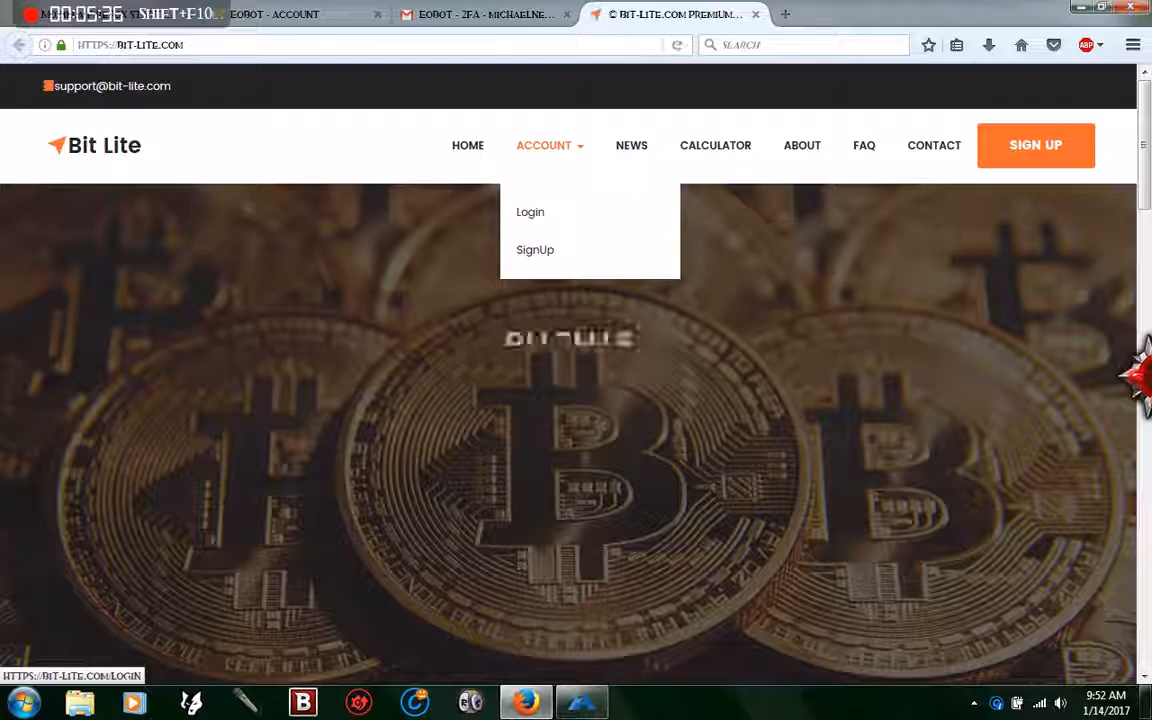 00:05:36 SHIFT+F10
EOBOT - ACCOUNT
EOBOT - 2FA - MICHAELNE...
© BIT-LITE.COM PREMIUM...
HTTPS://BIT-LITE.COM
SEARCH
ABP
support@bit-lite.com
Bit Lite
HOME
ACCOUNT
NEWS
CALCULATOR
ABOUT
FAQ
CONTACT
SIGN UP
Login
SignUp
HTTPS://BIT-LITE.COM/LOGIN
9:52 AM
1/14/2017